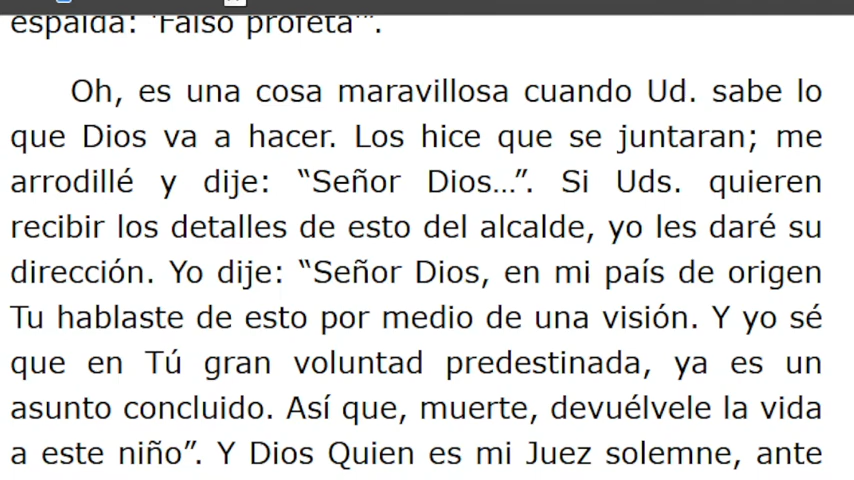 espalda: 'Falso profeta'".
Oh, es una cosa maravillosa cuando Ud. sabe lo
que Dios va a hacer. Los hice que se juntaran; me
arrodillé y dije: “Señor Dios...”. Si Uds. quieren
recibir los detalles de esto del alcalde, yo les daré su
dirección. Yo dije: “Señor Dios, en mi país de origen
Tu hablaste de esto por medio de una visión. Y yo sé
que en Tú gran voluntad predestinada, ya es un
asunto concluido. Así que, muerte, devuélvele la vida
a este niño”. Y Dios Quien es mi Juez solemne, ante